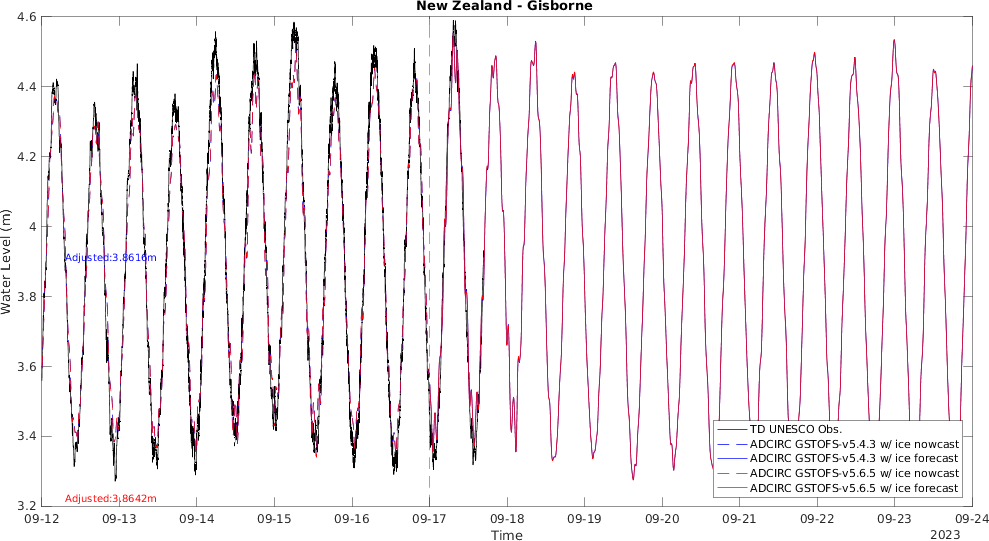 New Zealand - Gisborne
4.6
4.4
4.2
4
3.8
3.6
3.4
3.2
Water Level (m)
Adjusted:3.8616m
Adjusted:3.8642m
TD UNESCO Obs.
ADCIRC GSTOFS-v5.4.3 w/ ice nowcast
ADCIRC GSTOFS-v5.4.3 w/ ice forecast
ADCIRC GSTOFS-v5.6.5 w/ ice nowcast
ADCIRC GSTOFS-v5.6.5 w/ ice forecast
09-12 09-13 09-14 09-15 09-16 09-17 09-18 09-19 09-20 09-21 09-22 09-23 09-24
Time
2023